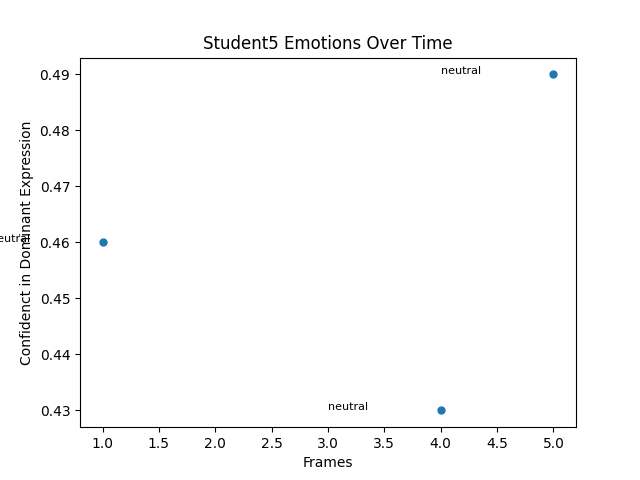 Student5 Emotions Over Time
0.49
neutral
0.48
0.47
eutral
0.46
0.45
0.44
0.43
neutral
Confidenct in Dominant Expression
1.0 1.5 2.0 2.5 3.0 3.5 4.0 4.5 5.0
Frames